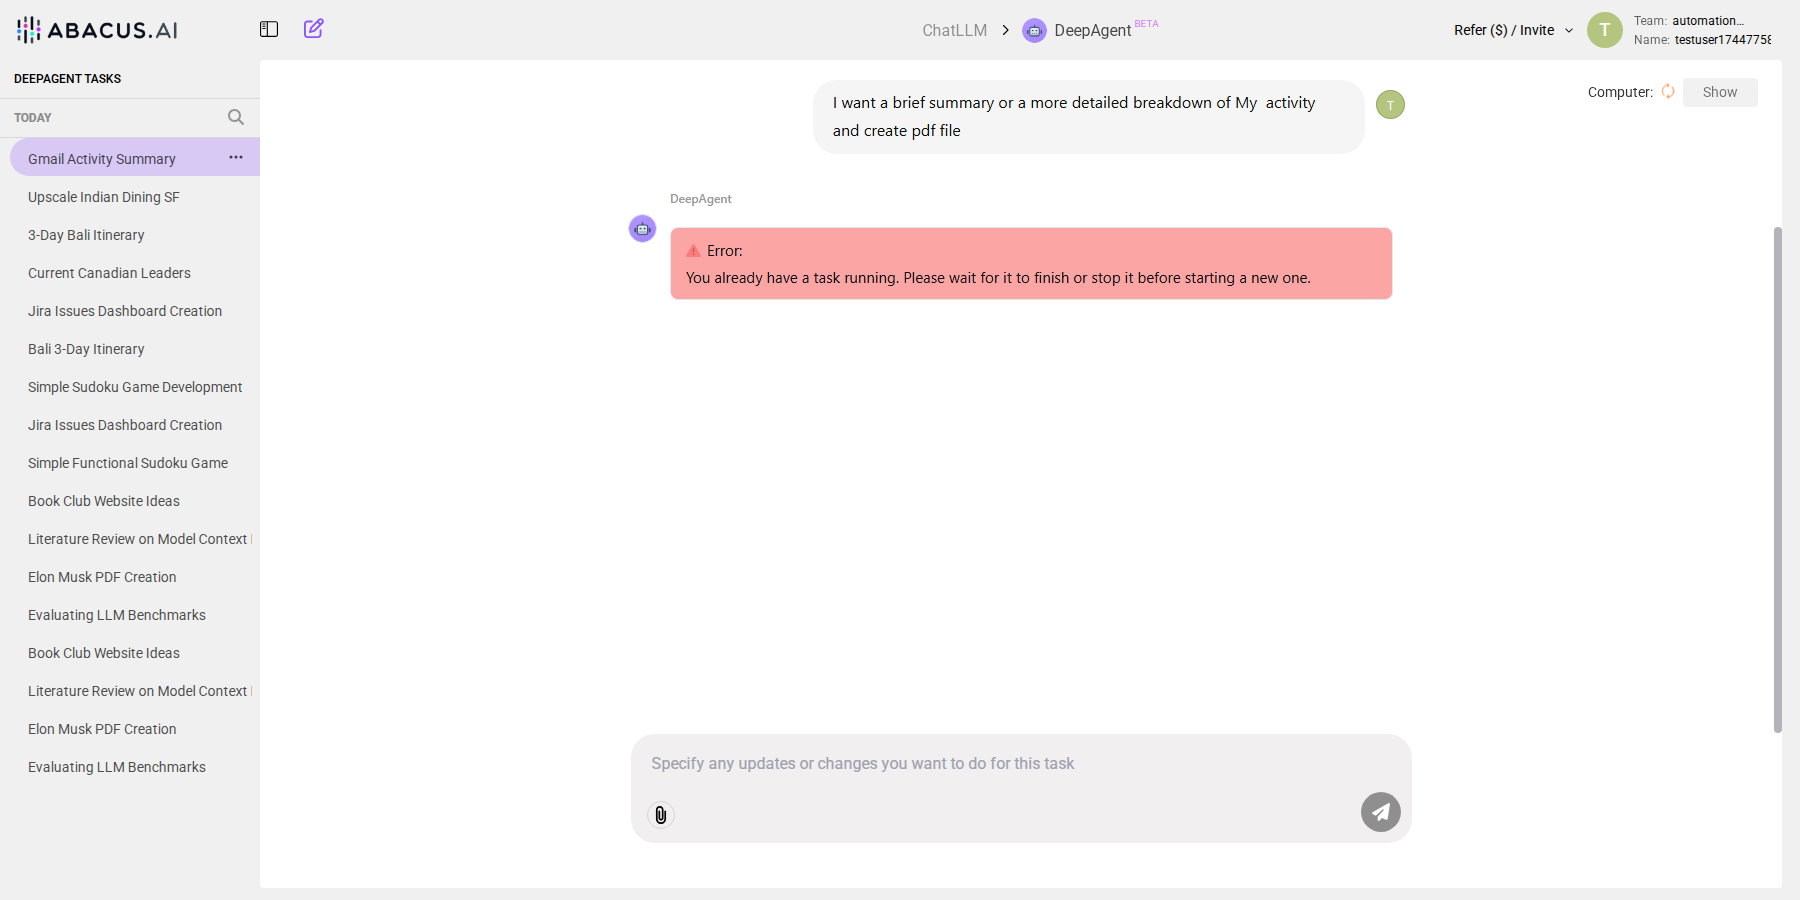 ABACUS.AI
ChatLLM
DeepAgent BETA
Refer ($) / Invite
T
Team: automation...
Name: testuser17447758
DEEPAGENT TASKS
TODAY
Gmail Activity Summary
Upscale Indian Dining SF
3-Day Bali Itinerary
Current Canadian Leaders
Jira Issues Dashboard Creation
Bali 3-Day Itinerary
Simple Sudoku Game Development
Jira Issues Dashboard Creation
Simple Functional Sudoku Game
Book Club Website Ideas
Literature Review on Model Context
Elon Musk PDF Creation
Evaluating LLM Benchmarks
Book Club Website Ideas
Literature Review on Model Context
Elon Musk PDF Creation
Evaluating LLM Benchmarks
I want a brief summary or a more detailed breakdown of My  activity
and create pdf file
T
Computer:
Show
DeepAgent
Error:
You already have a task running. Please wait for it to finish or stop it before starting a new one.
Specify any updates or changes you want to do for this task